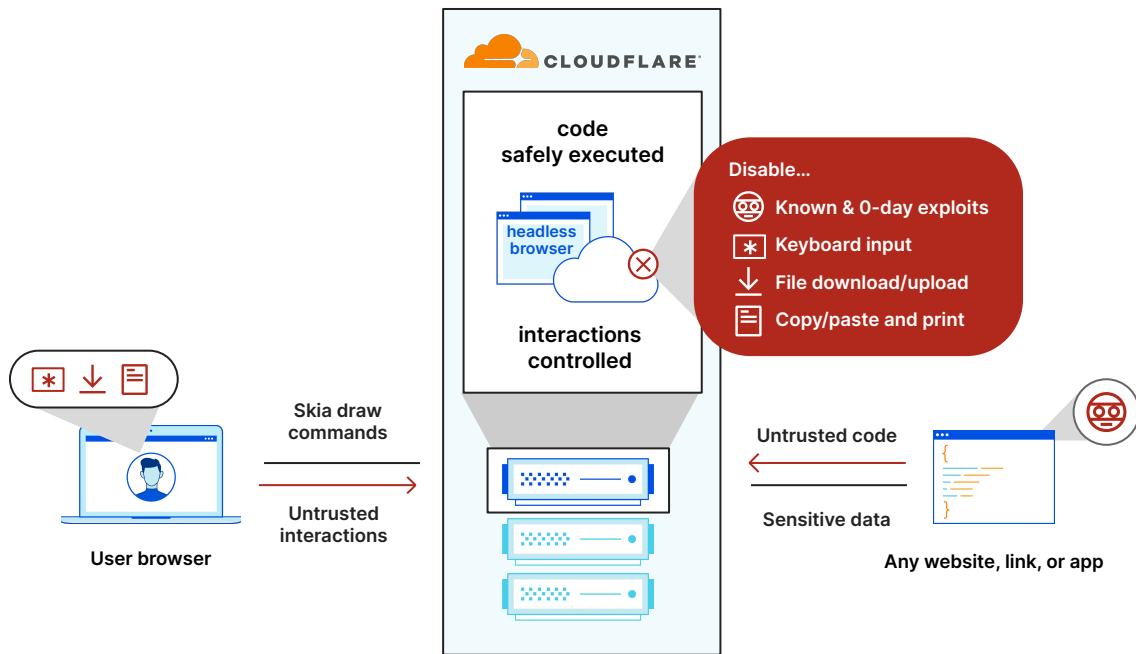 CLOUDFLARE
code
safely executed
headless
browser
interactions
controlled
Disable...
Known & 0-day exploits
Keyboard input
File download/upload
Copy/paste and print
Skia draw
commands
Untrusted
interactions
User browser
Untrusted code
Sensitive data
Any website, link, or app